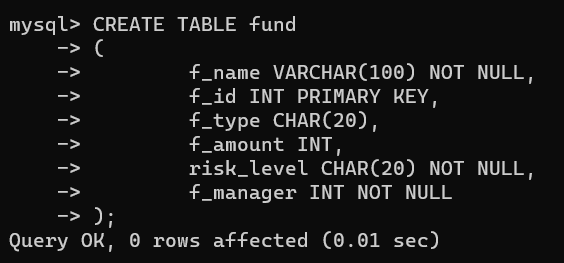 mysql> CREATE TABLE fund
    -> (
    ->         f_name VARCHAR(100) NOT NULL,
    ->         f_id INT PRIMARY KEY,
    ->         f_type CHAR(20),
    ->         f_amount INT,
    ->         risk_level CHAR(20) NOT NULL,
    ->         f_manager INT NOT NULL
    -> );
Query OK, 0 rows affected (0.01 sec)